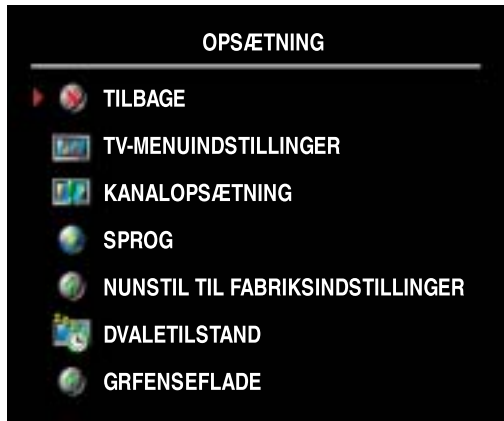 OPSÆTNING
TILBAGE
TV-MENUINDSTILLINGER
KANALOPSÆTNING
SPROG
NUNSTIL TIL FABRIKSINDSTILLINGER
DVALETILSTAND
GRFENSEFLADE